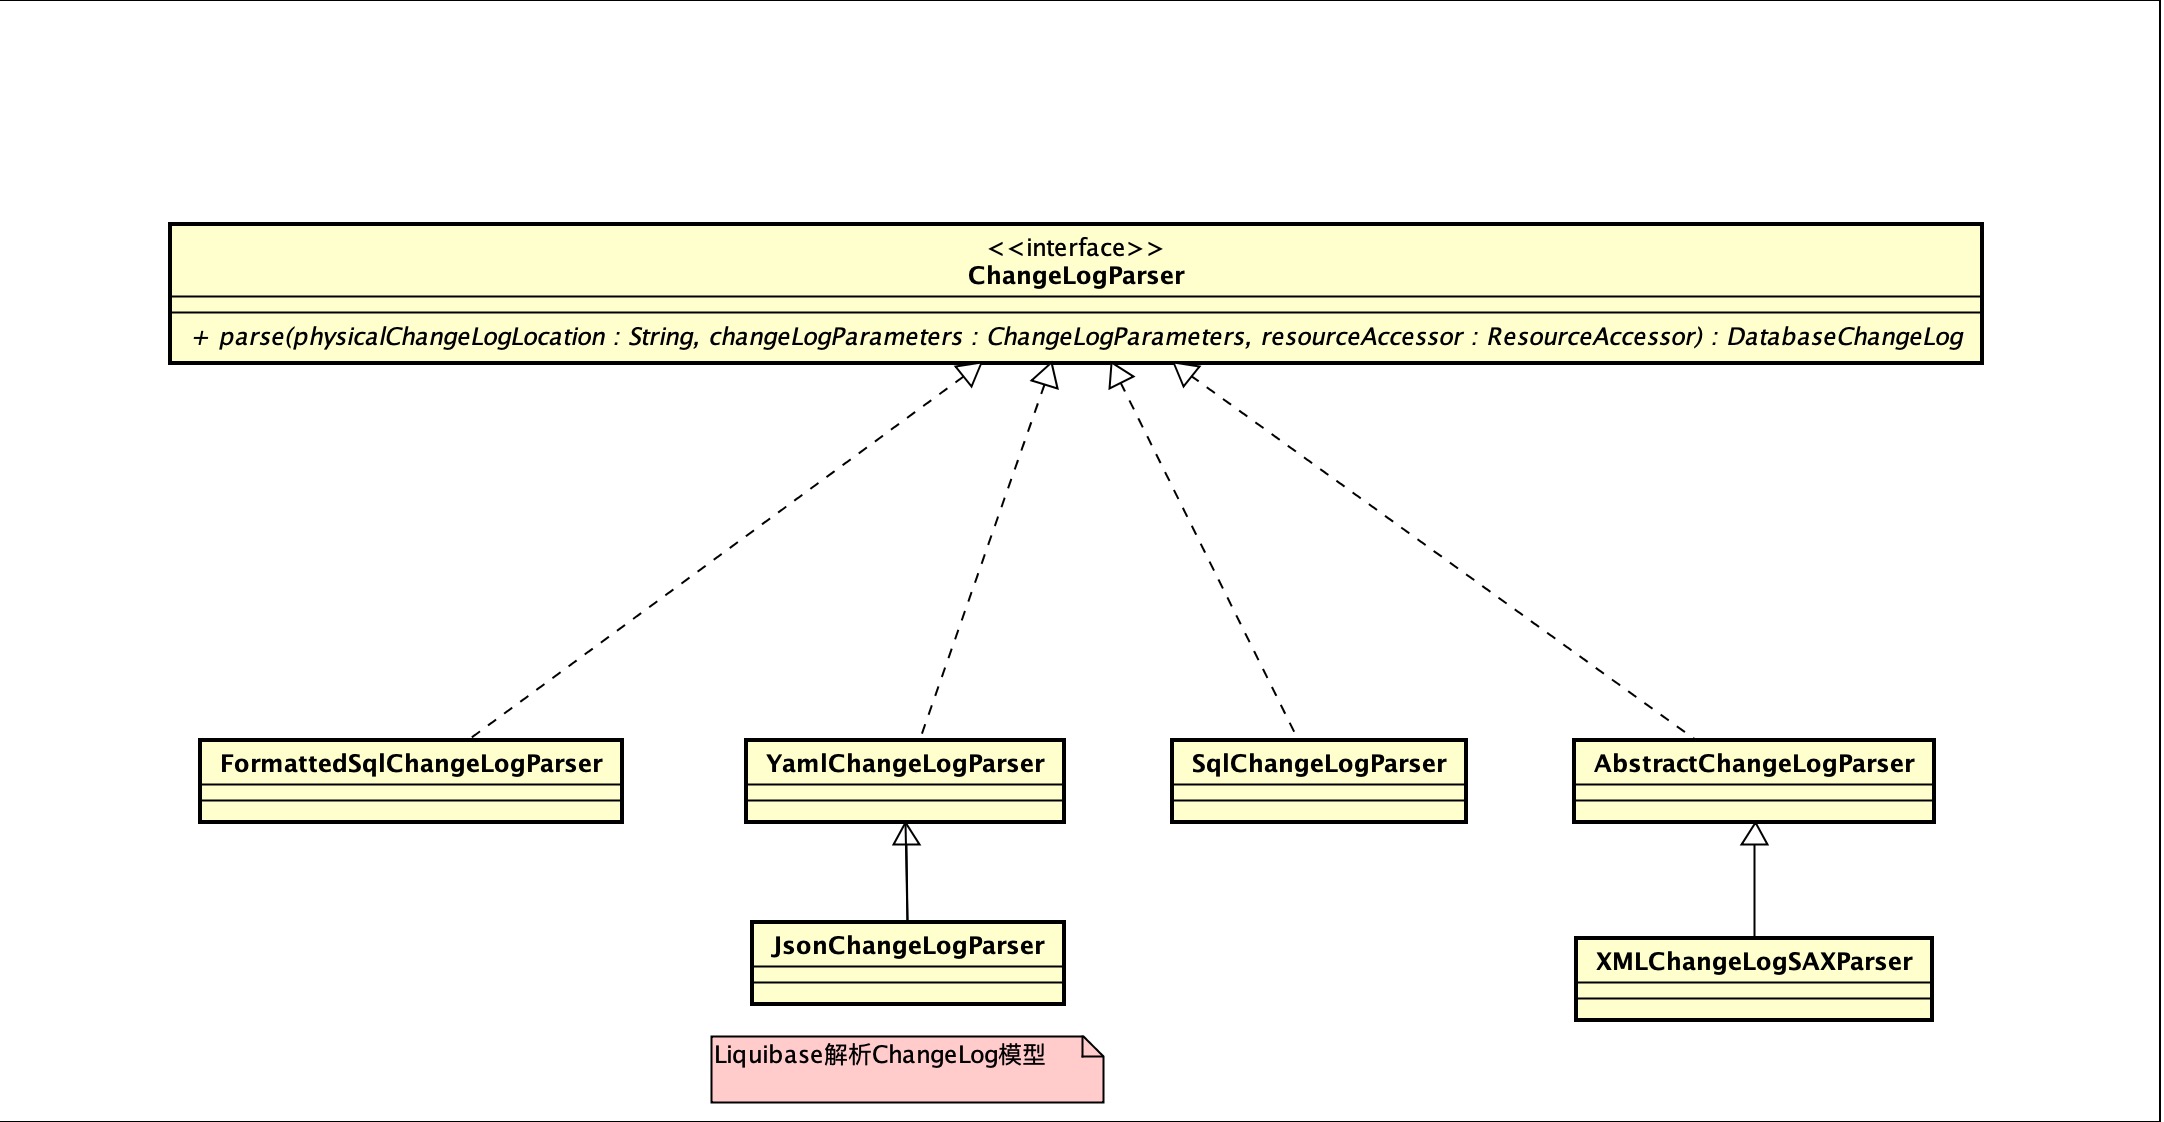 <<interface>>
ChangeLogParser
+ parse(physicalChangeLogLocation : String, changeLogParameters : ChangeLogParameters, resourceAccessor : ResourceAccessor) : DatabaseChangeLog
FormattedSqlChangeLogParser
YamlChangeLogParser
SqlChangeLogParser
AbstractChangeLogParser
JsonChangeLogParser
XMLChangeLogSAXParser
Liquibase解析ChangeLog模型